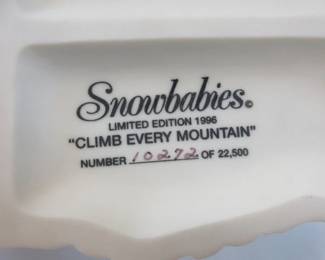 Snowbabies©
LIMITED EDITION 1996
"CLIMB EVERY MOUNTAIN"
NUMBER 10272 OF 22,500